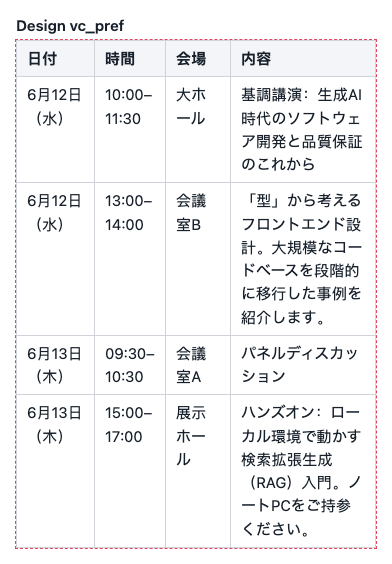 Design vc_pref
日付 時間 会場 内容
6月12日 10:00– 大ホ 基調講演：生成AI
（水） 11:30 ール 時代のソフトウェ
ア開発と品質保証
のこれから
6月12日 13:00– 会議 「型」から考える
（水） 14:00 室B フロントエンド設
計。大規模なコー
ドベースを段階的
に移行した事例を
紹介します。
6月13日 09:30– 会議 パネルディスカッ
（木） 10:30 室A ション
6月13日 15:00– 展示 ハンズオン：ロー
（木） 17:00 ホー カル環境で動かす
ル 検索拡張生成
（RAG）入門。ノ
ートPCをご持参
ください。